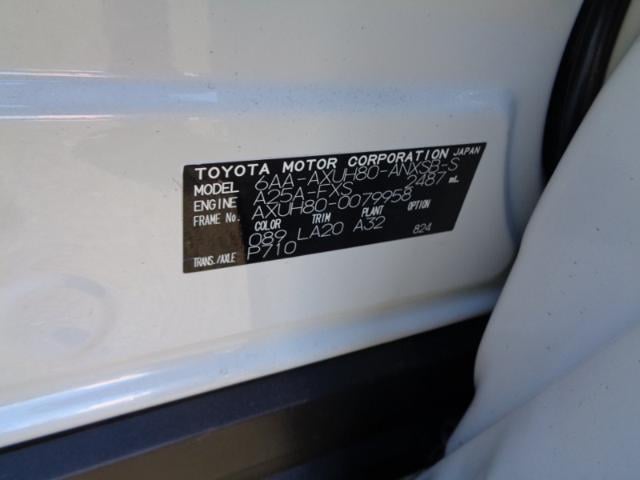 TOYOTA MOTOR CORPORATION JAPAN
MODEL 6AA-AXUH80-ANXSB-S
ENGINE A25A-FXS 2487 mL
FRAME No. AXUH80-0079958
COLOR TRIM PLANT OPTION
089 LA20 A32 824
TRANS./AXLE P710